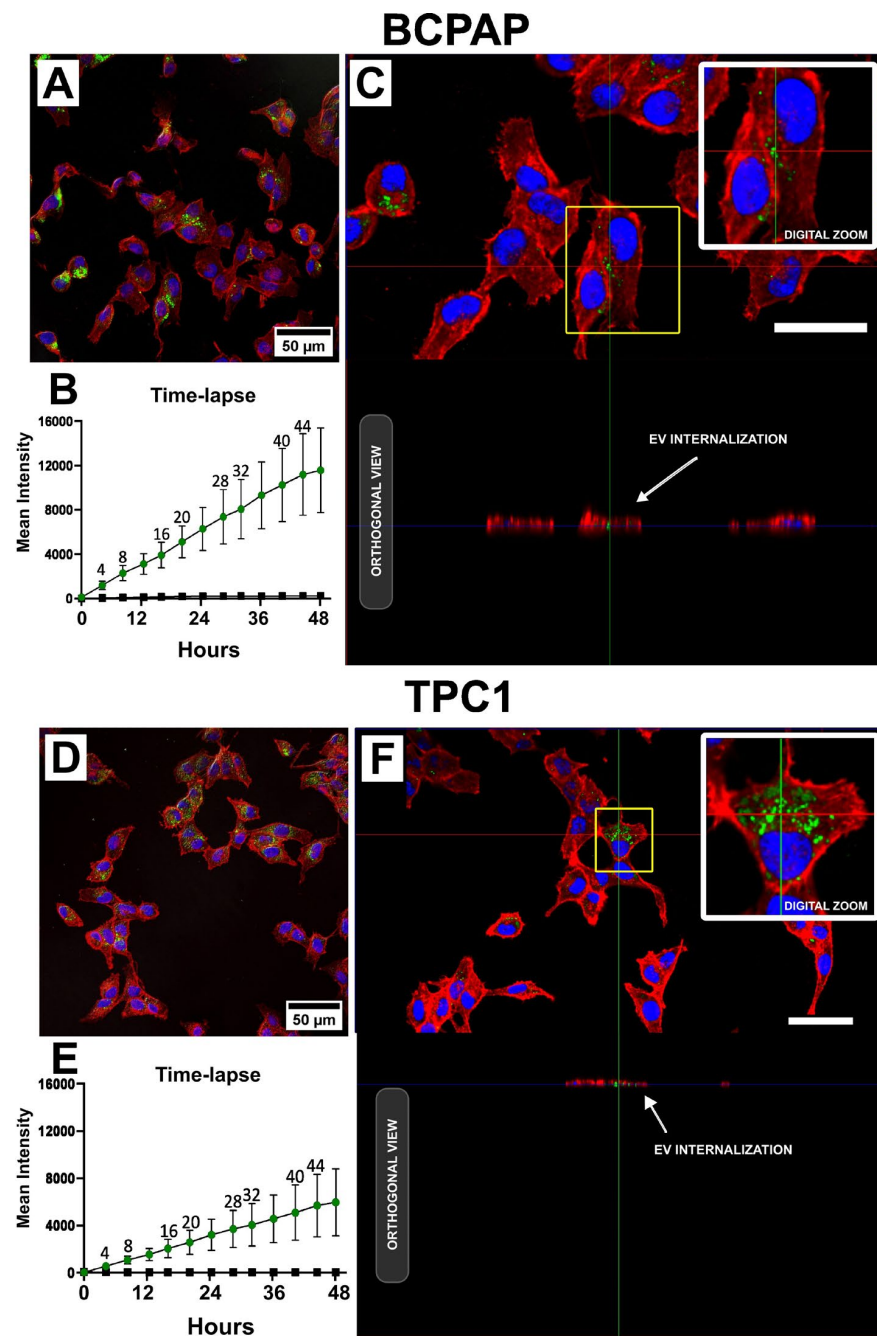 BCPAP
A
50 µm
C
DIGITAL ZOOM
B
Time-lapse
Mean Intensity
16000
12000
8000
4000
0
4
8
16
20
28
32
40
44
0
12
24
36
48
Hours
ORTHOGONAL VIEW
EV INTERNALIZATION
TPC1
D
50 µm
F
DIGITAL ZOOM
E
Time-lapse
Mean Intensity
16000
12000
8000
4000
0
4
8
16
20
28
32
40
44
0
12
24
36
48
Hours
ORTHOGONAL VIEW
EV INTERNALIZATION